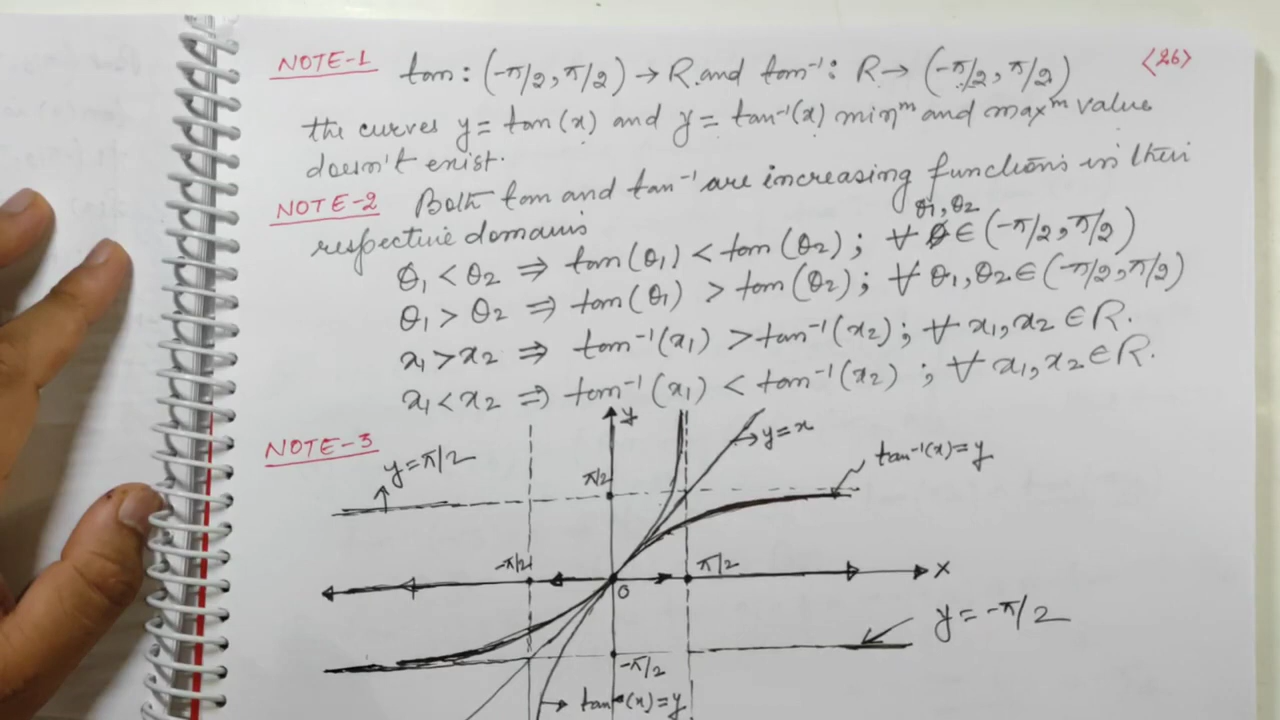 NOTE-1 tan : (-π/2, π/2) → R and tan⁻¹ : R → (-π/2, π/2) <26>
the curves y = tan(x) and y = tan⁻¹(x) minᵐ and maxᵐ value
doesn't exist.
NOTE-2 Both tan and tan⁻¹ are increasing functions in their
respective domains
θ1, θ2
θ1 < θ2 ⇒ tan(θ1) < tan(θ2) ; ∀ ∈ (-π/2, π/2)
θ1 > θ2 ⇒ tan(θ1) > tan(θ2) ; ∀ θ1, θ2 ∈ (-π/2, π/2)
x1 > x2 ⇒ tan⁻¹(x1) > tan⁻¹(x2) ; ∀ x1, x2 ∈ R.
x1 < x2 ⇒ tan⁻¹(x1) < tan⁻¹(x2) ; ∀ x1, x2 ∈ R.
NOTE-3
y
y = x
y = π/2
tan⁻¹(x) = y
π/2
-π/2
π/2
X
O
y = -π/2
-π/2
tan (x) = y